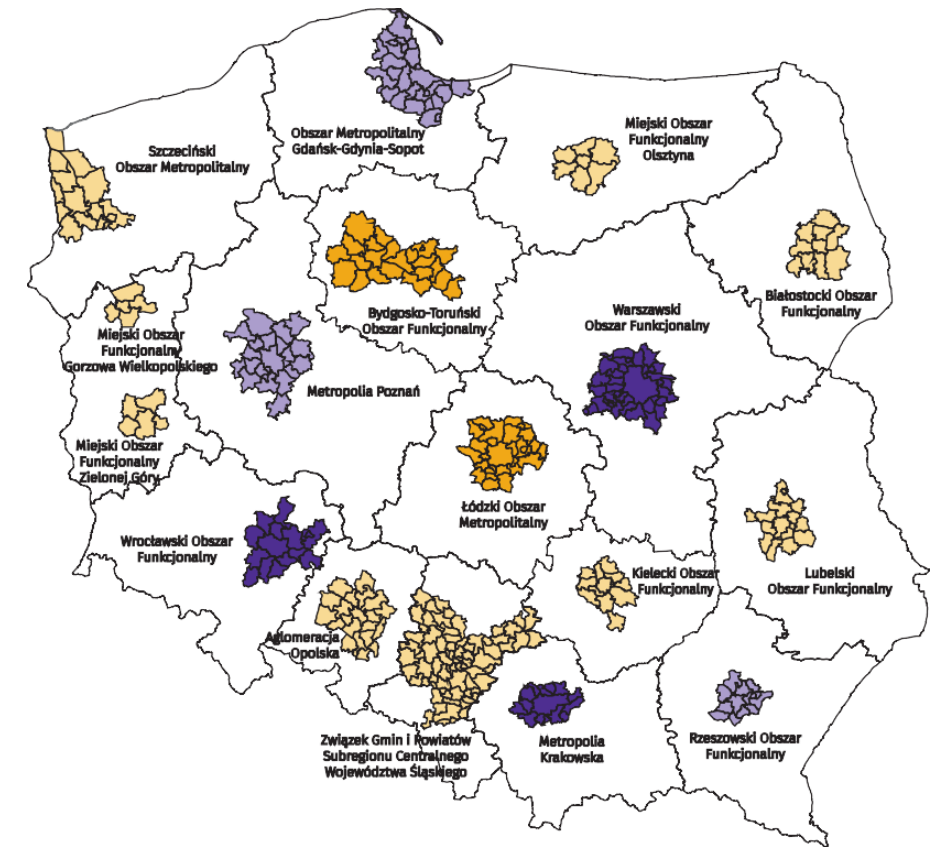 Obszar Metropolitalny
Gdańsk-Gdynia-Sopot
Miejski Obszar
Funkcjonalny
Olsztyna
Szczeciński
Obszar Metropolitalny
Białostocki Obszar
Funkcjonalny
Bydgosko-Toruński
Obszar Funkcjonalny
Warszawski
Obszar Funkcjonalny
Miejski Obszar
Funkcjonalny
Gorzowa Wielkopolskiego
Metropolia Poznań
Miejski Obszar
Funkcjonalny
Zielonej Góry
Łódzki Obszar
Metropolitalny
Wrocławski Obszar
Funkcjonalny
Kielecki Obszar
Funkcjonalny
Lubelski
Obszar Funkcjonalny
Aglomeracja
Opolska
Związek Gmin i Powiatów
Subregionu Centralnego
Województwa Śląskiego
Metropolia
Krakowska
Rzeszowski Obszar
Funkcjonalny